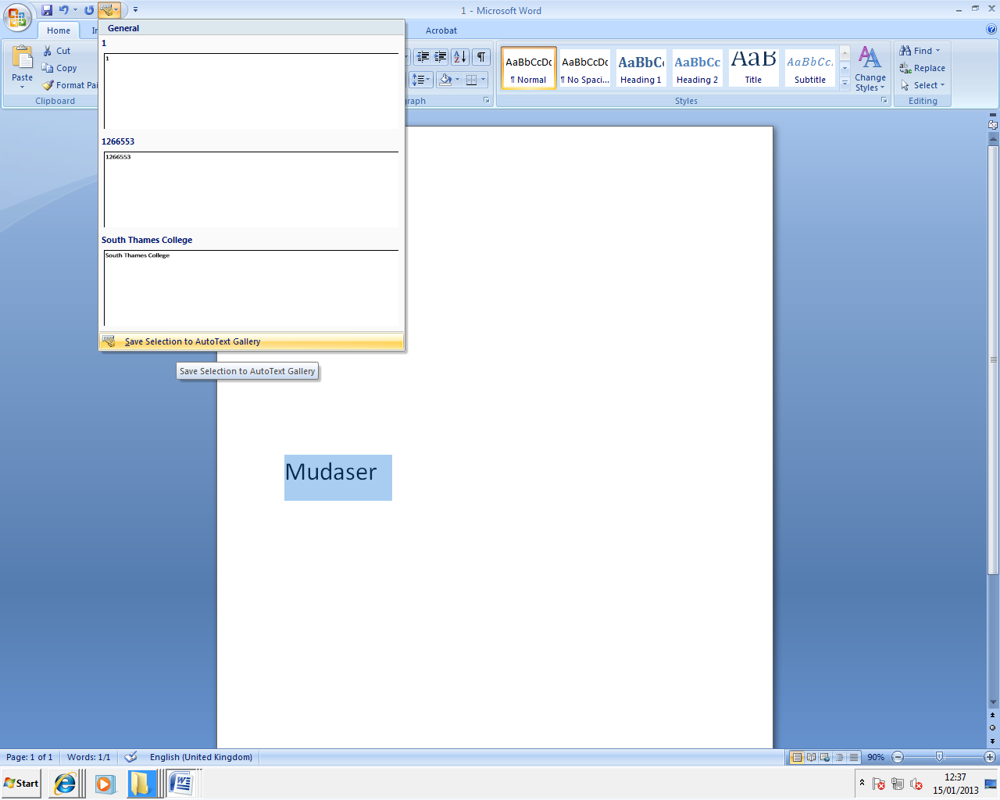 1 - Microsoft Word
Home
Acrobat
General
1
1
1266553
1266553
South Thames College
South Thames College
Save Selection to AutoText Gallery
Save Selection to AutoText Gallery
Paste
Cut
Copy
Format Pai
Clipboard
graph
AaBbCcDc
¶ Normal
AaBbCcDc
¶ No Spaci...
AaBbC
Heading 1
AaBbCc
Heading 2
AaB
Title
AaBbCc.
Subtitle
Change
Styles
Styles
Find
Replace
Select
Editing
Mudaser
Page: 1 of 1
Words: 1/1
English (United Kingdom)
90%
Start
12:37
15/01/2013